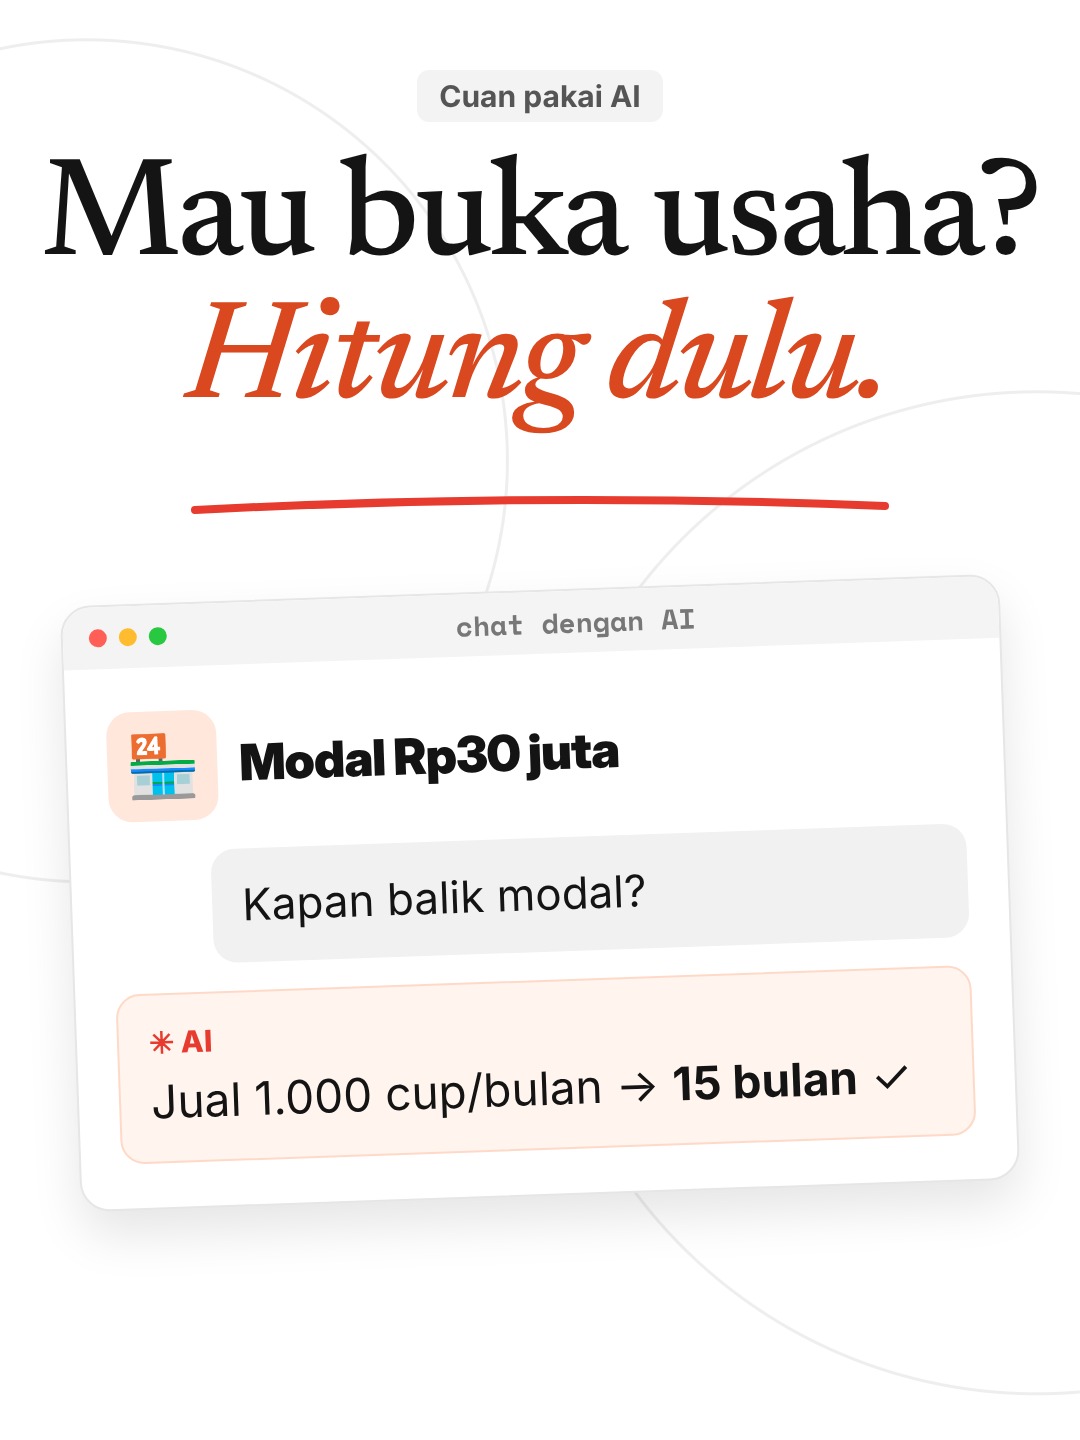 Cuan pakai AI
Mau buka usaha?
Hitung dulu.
chat dengan AI
24
Modal Rp30 juta
Kapan balik modal?
✳ AI
Jual 1.000 cup/bulan → 15 bulan ✓